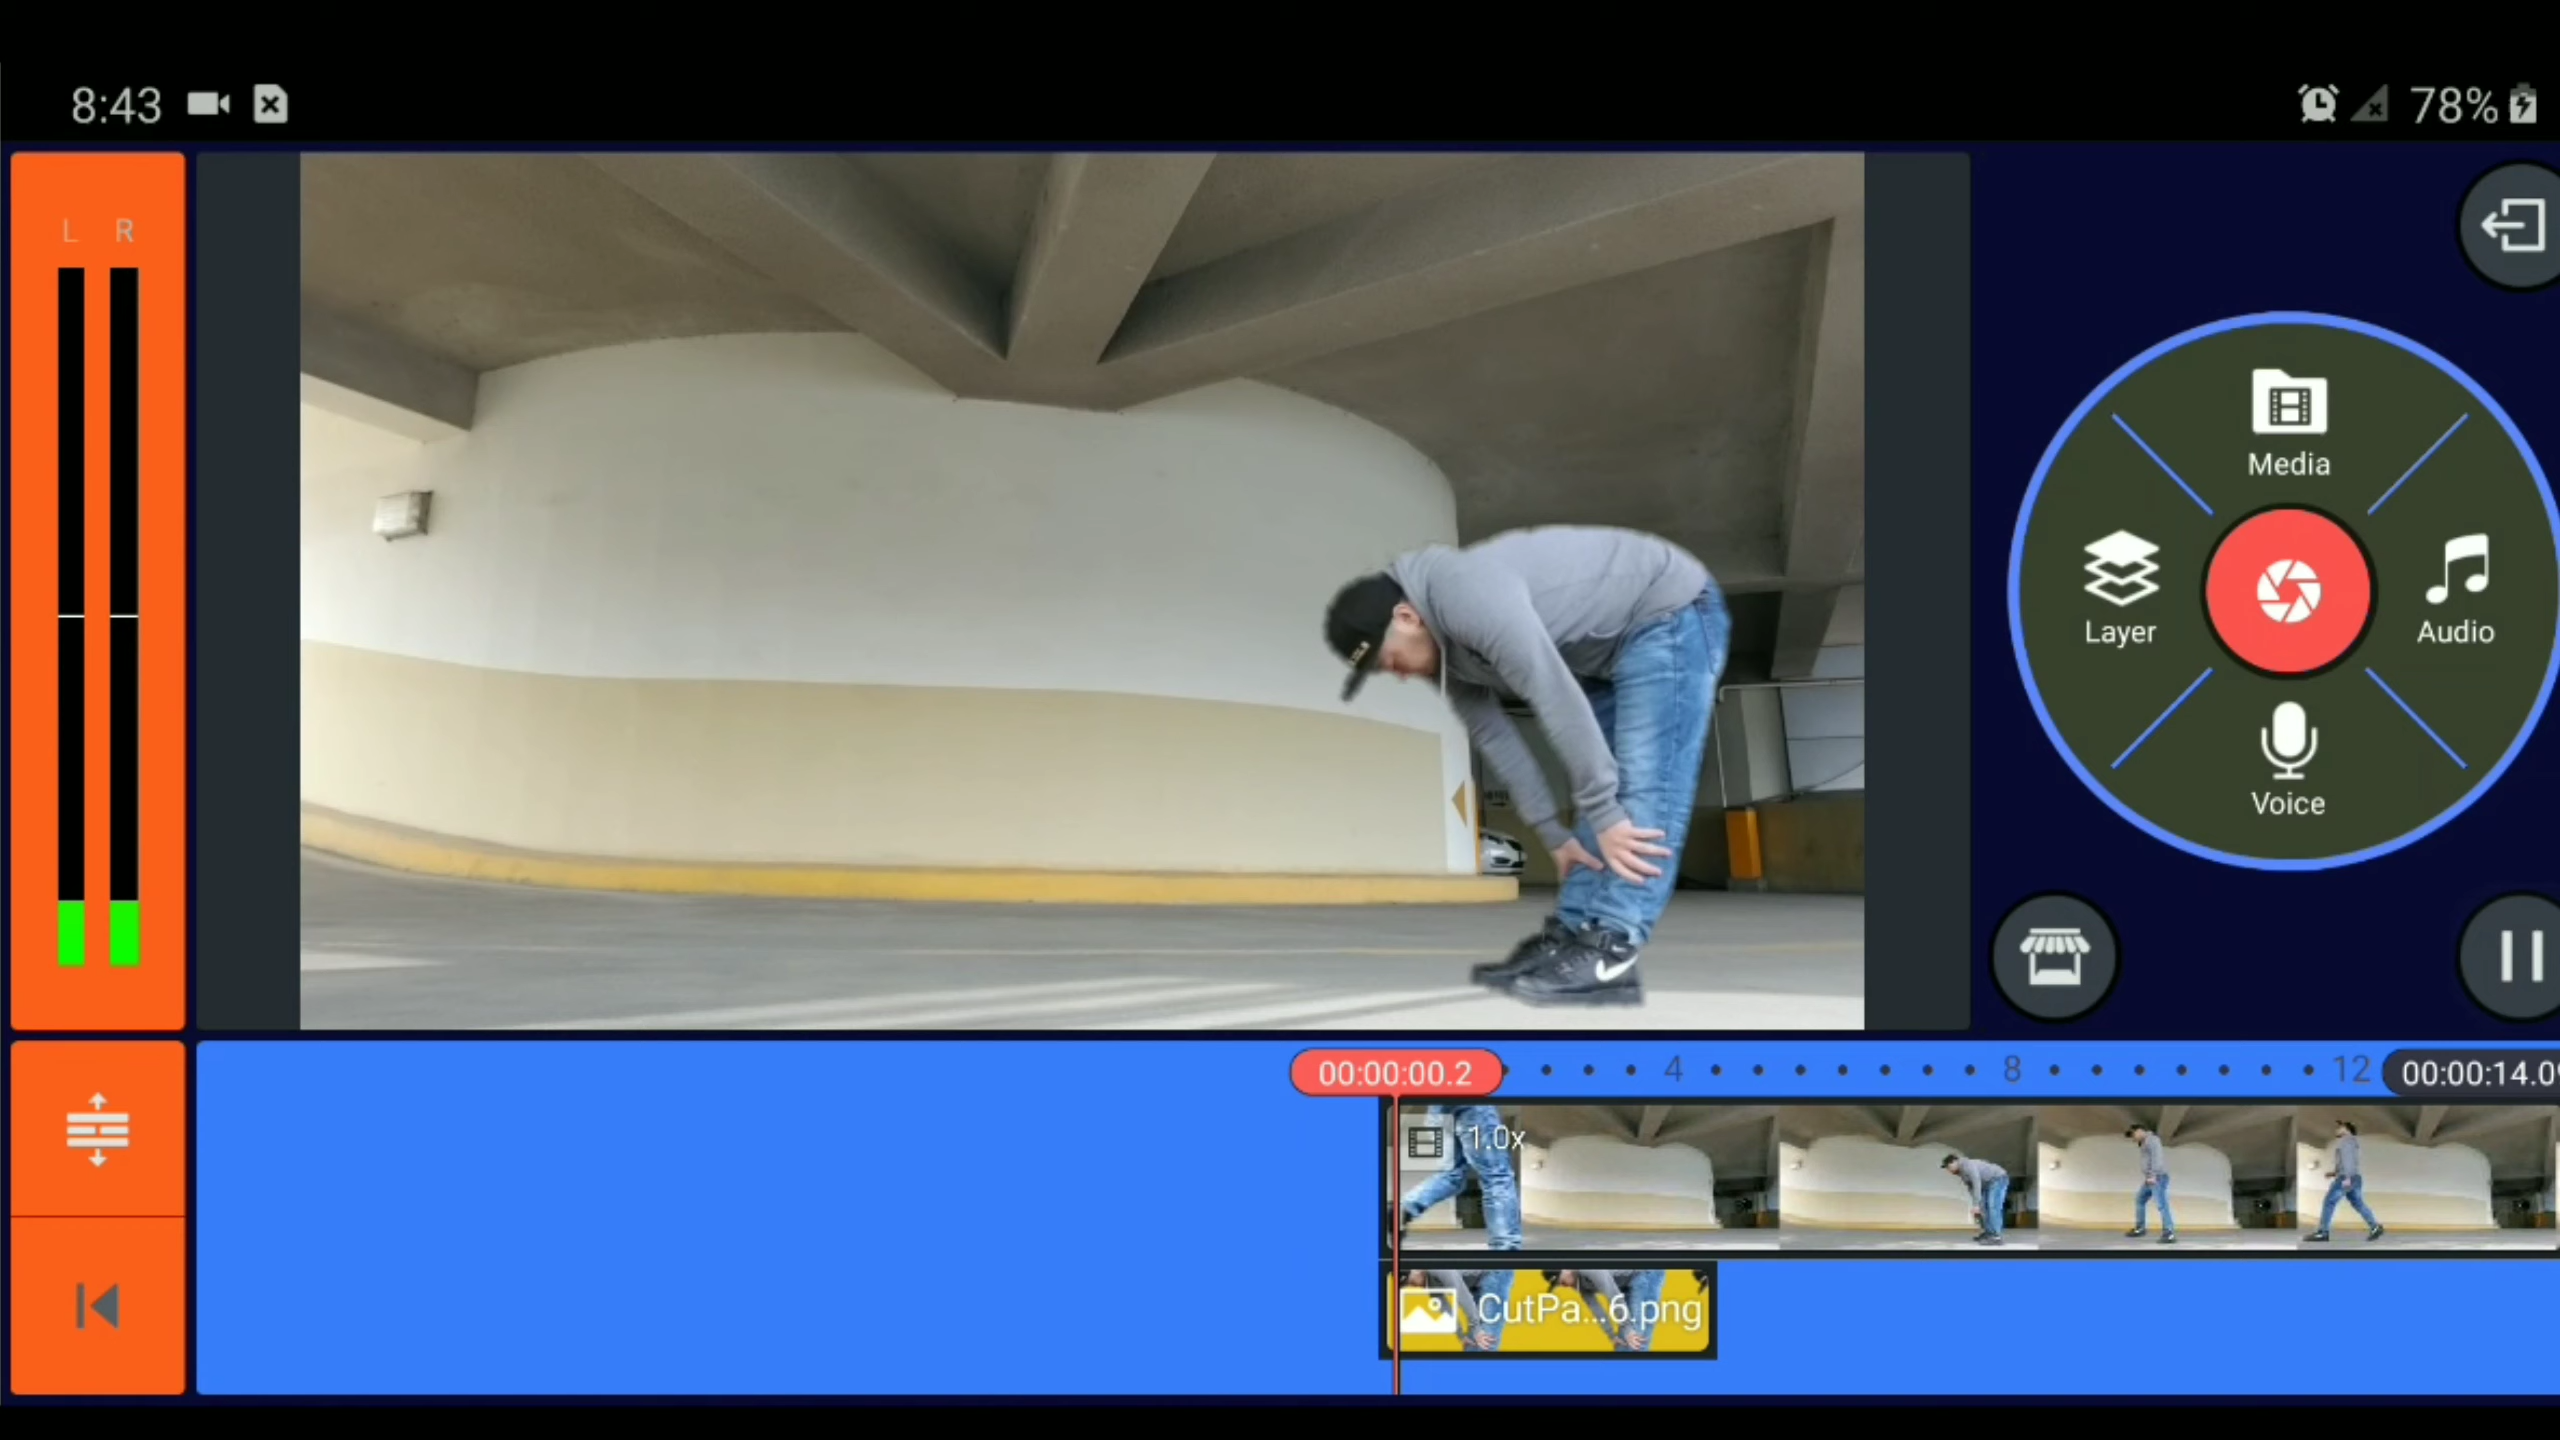 8:43
78%
L R
Media
Layer
Audio
Voice
00:00:00.2
4
8
12
00:00:14.0
1.0x
CutPa...6.png